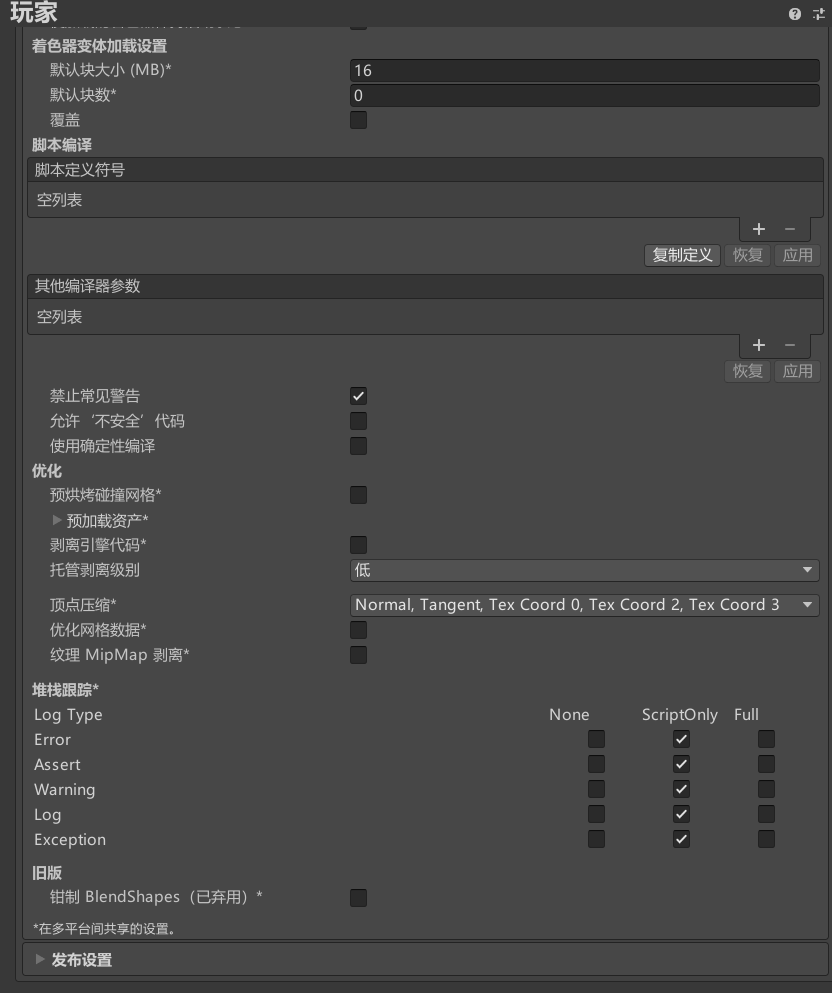 玩家
着色器变体加载设置
默认块大小 (MB)* 16
默认块数* 0
覆盖
脚本编译
脚本定义符号
空列表
+ −
复制定义 恢复 应用
其他编译器参数
空列表
+ −
恢复 应用
禁止常见警告
允许‘不安全’代码
使用确定性编译
优化
预烘烤碰撞网格*
预加载资产*
剥离引擎代码*
托管剥离级别 低
顶点压缩* Normal, Tangent, Tex Coord 0, Tex Coord 2, Tex Coord 3
优化网格数据*
纹理 MipMap 剥离*
堆栈跟踪*
Log Type None ScriptOnly Full
Error
Assert
Warning
Log
Exception
旧版
钳制 BlendShapes（已弃用）*
*在多平台间共享的设置。
发布设置